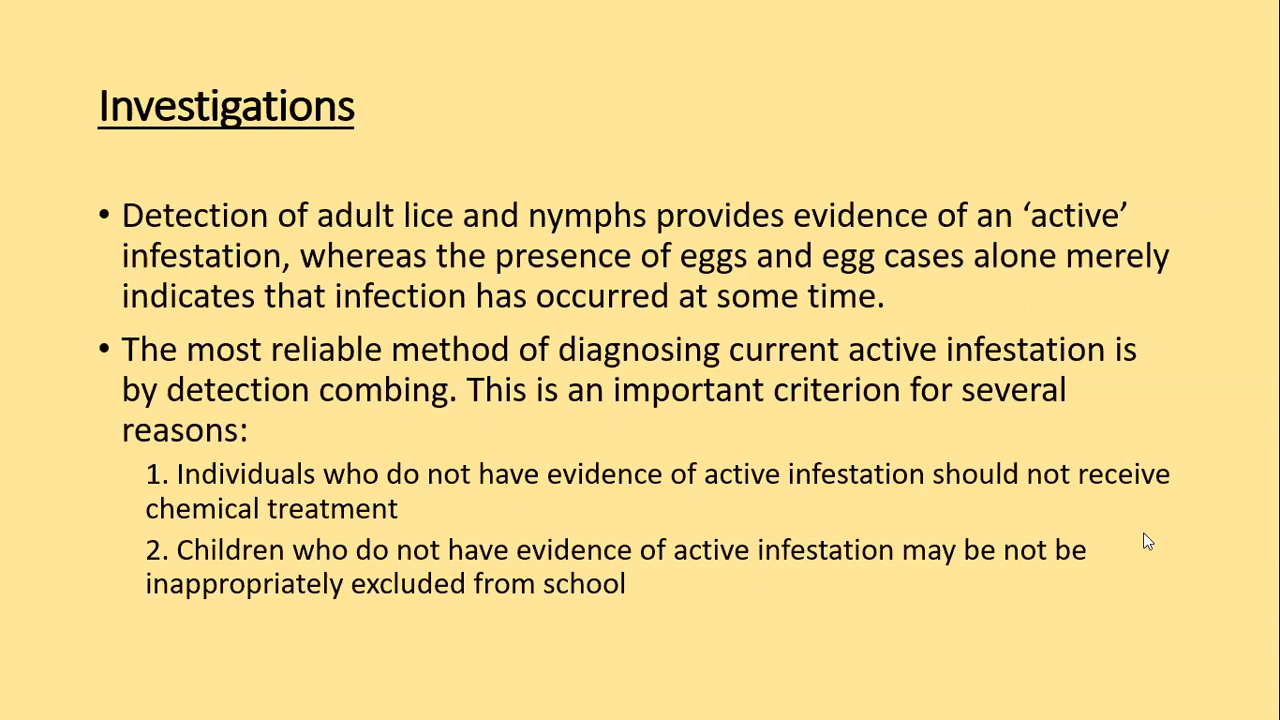 Investigations
• Detection of adult lice and nymphs provides evidence of an ‘active’
infestation, whereas the presence of eggs and egg cases alone merely
indicates that infection has occurred at some time.
• The most reliable method of diagnosing current active infestation is
by detection combing. This is an important criterion for several
reasons:
1. Individuals who do not have evidence of active infestation should not receive
chemical treatment
2. Children who do not have evidence of active infestation may be not be
inappropriately excluded from school